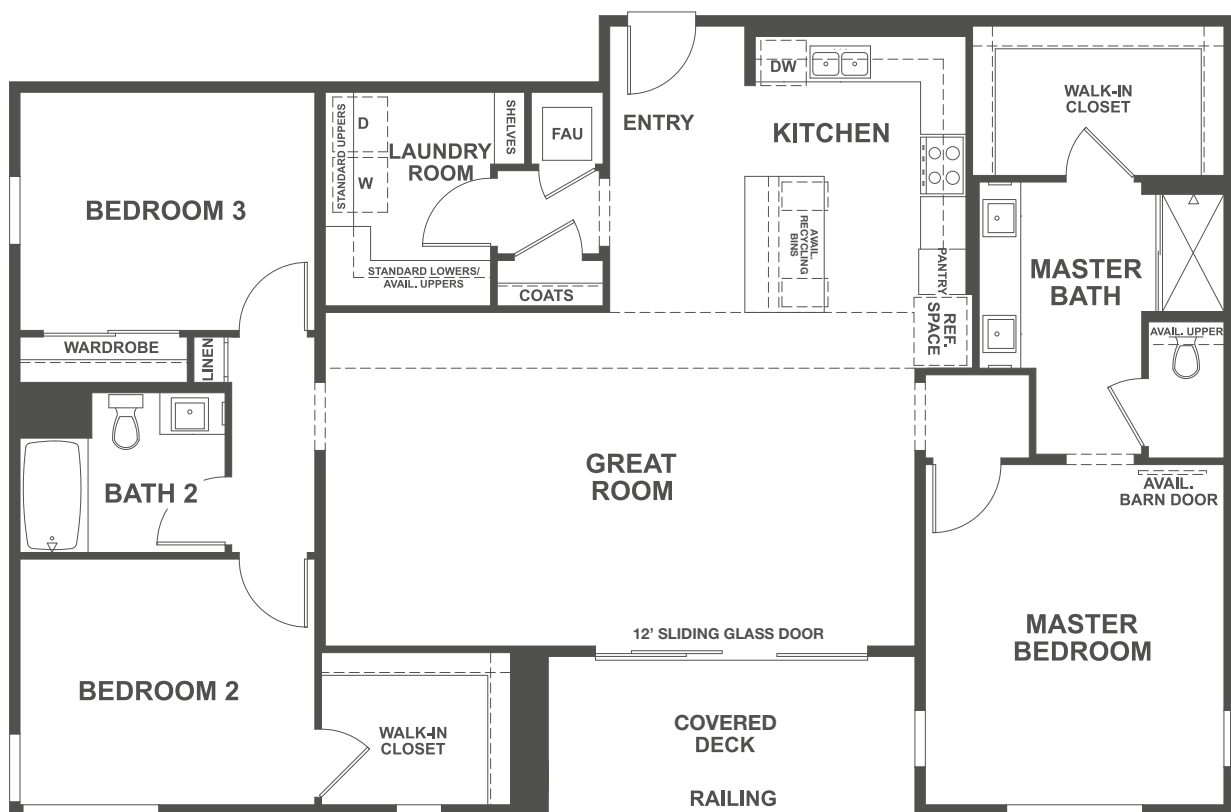 DW
WALK-IN
CLOSET
ENTRY
KITCHEN
STANDARD UPPERS
D
W
LAUNDRY
ROOM
SHELVES
FAU
BEDROOM 3
AVAIL.
RECYCLING
BINS
PANTRY
MASTER
BATH
STANDARD LOWERS/
AVAIL. UPPERS
COATS
REF.
SPACE
AVAIL. UPPER
WARDROBE
LINEN
GREAT
ROOM
BATH 2
AVAIL.
BARN DOOR
12' SLIDING GLASS DOOR
MASTER
BEDROOM
BEDROOM 2
WALK-IN
CLOSET
COVERED
DECK
RAILING